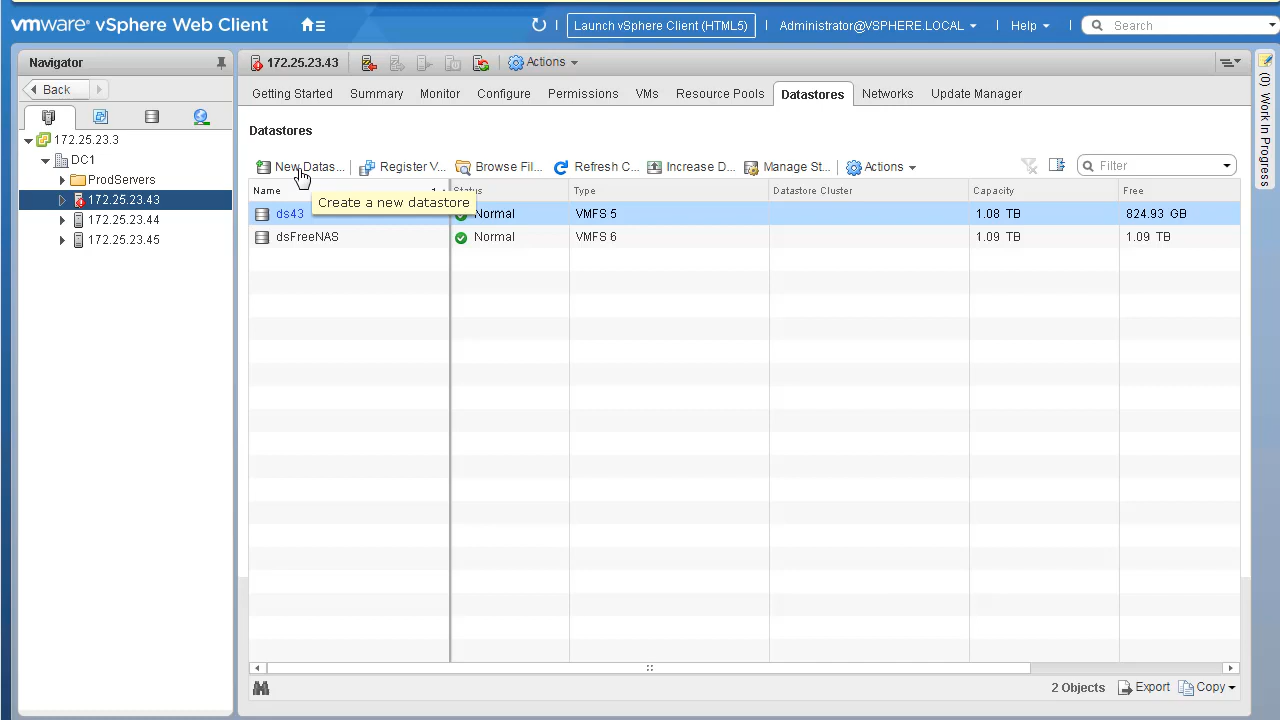 vmware® vSphere Web Client
Launch vSphere Client (HTML5)
Administrator@VSPHERE.LOCAL
Help
Search
Navigator
Back
172.25.23.3
DC1
ProdServers
172.25.23.43
172.25.23.44
172.25.23.45
172.25.23.43
Actions
Getting Started
Summary
Monitor
Configure
Permissions
VMs
Resource Pools
Datastores
Networks
Update Manager
Datastores
New Datas...
Register V...
Browse Fil...
Refresh C...
Increase D...
Manage St...
Actions
Filter
Name 1 Status Type Datastore Cluster Capacity Free
Create a new datastore
ds43 Normal VMFS 5 1.08 TB 824.93 GB
dsFreeNAS Normal VMFS 6 1.09 TB 1.09 TB
2 Objects
Export
Copy
(0) Work In Progress